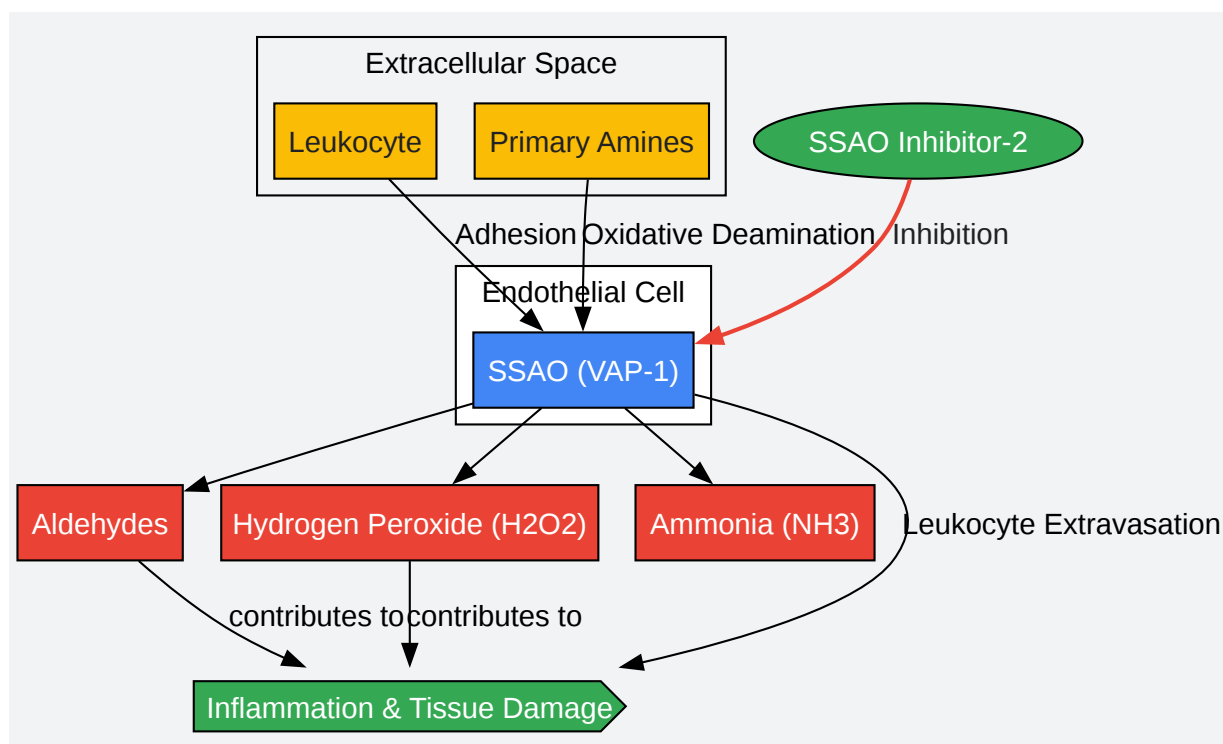 Extracellular Space
Leukocyte
Primary Amines
SSAO Inhibitor-2
Adhesion
Oxidative Deamination
Inhibition
Endothelial Cell
SSAO (VAP-1)
Aldehydes
Hydrogen Peroxide (H2O2)
Ammonia (NH3)
Leukocyte Extravasation
contributes to
contributes to
Inflammation & Tissue Damage